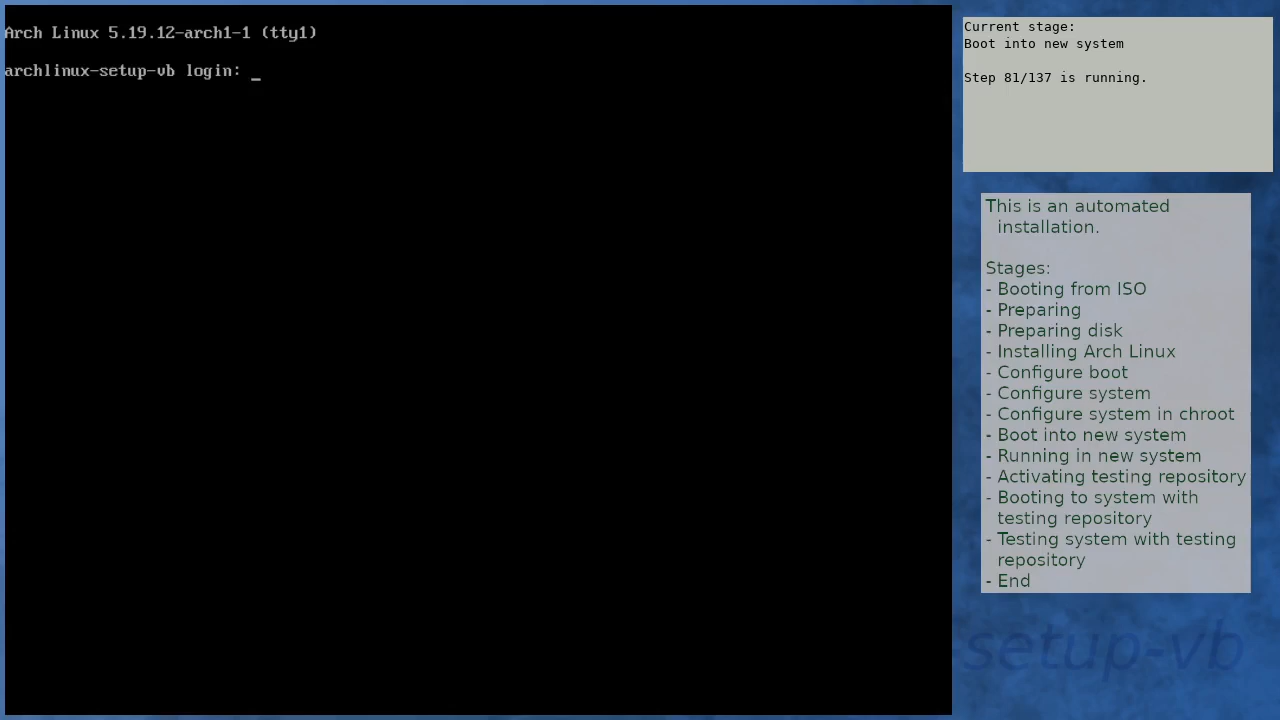 Arch Linux 5.19.12-arch1-1 (tty1)
archlinux-setup-vb login: _
Current stage:
Boot into new system
Step 81/137 is running.
This is an automated
installation.
Stages:
- Booting from ISO
- Preparing
- Preparing disk
- Installing Arch Linux
- Configure boot
- Configure system
- Configure system in chroot
- Boot into new system
- Running in new system
- Activating testing repository
- Booting to system with
testing repository
- Testing system with testing
repository
- End
setup-vb